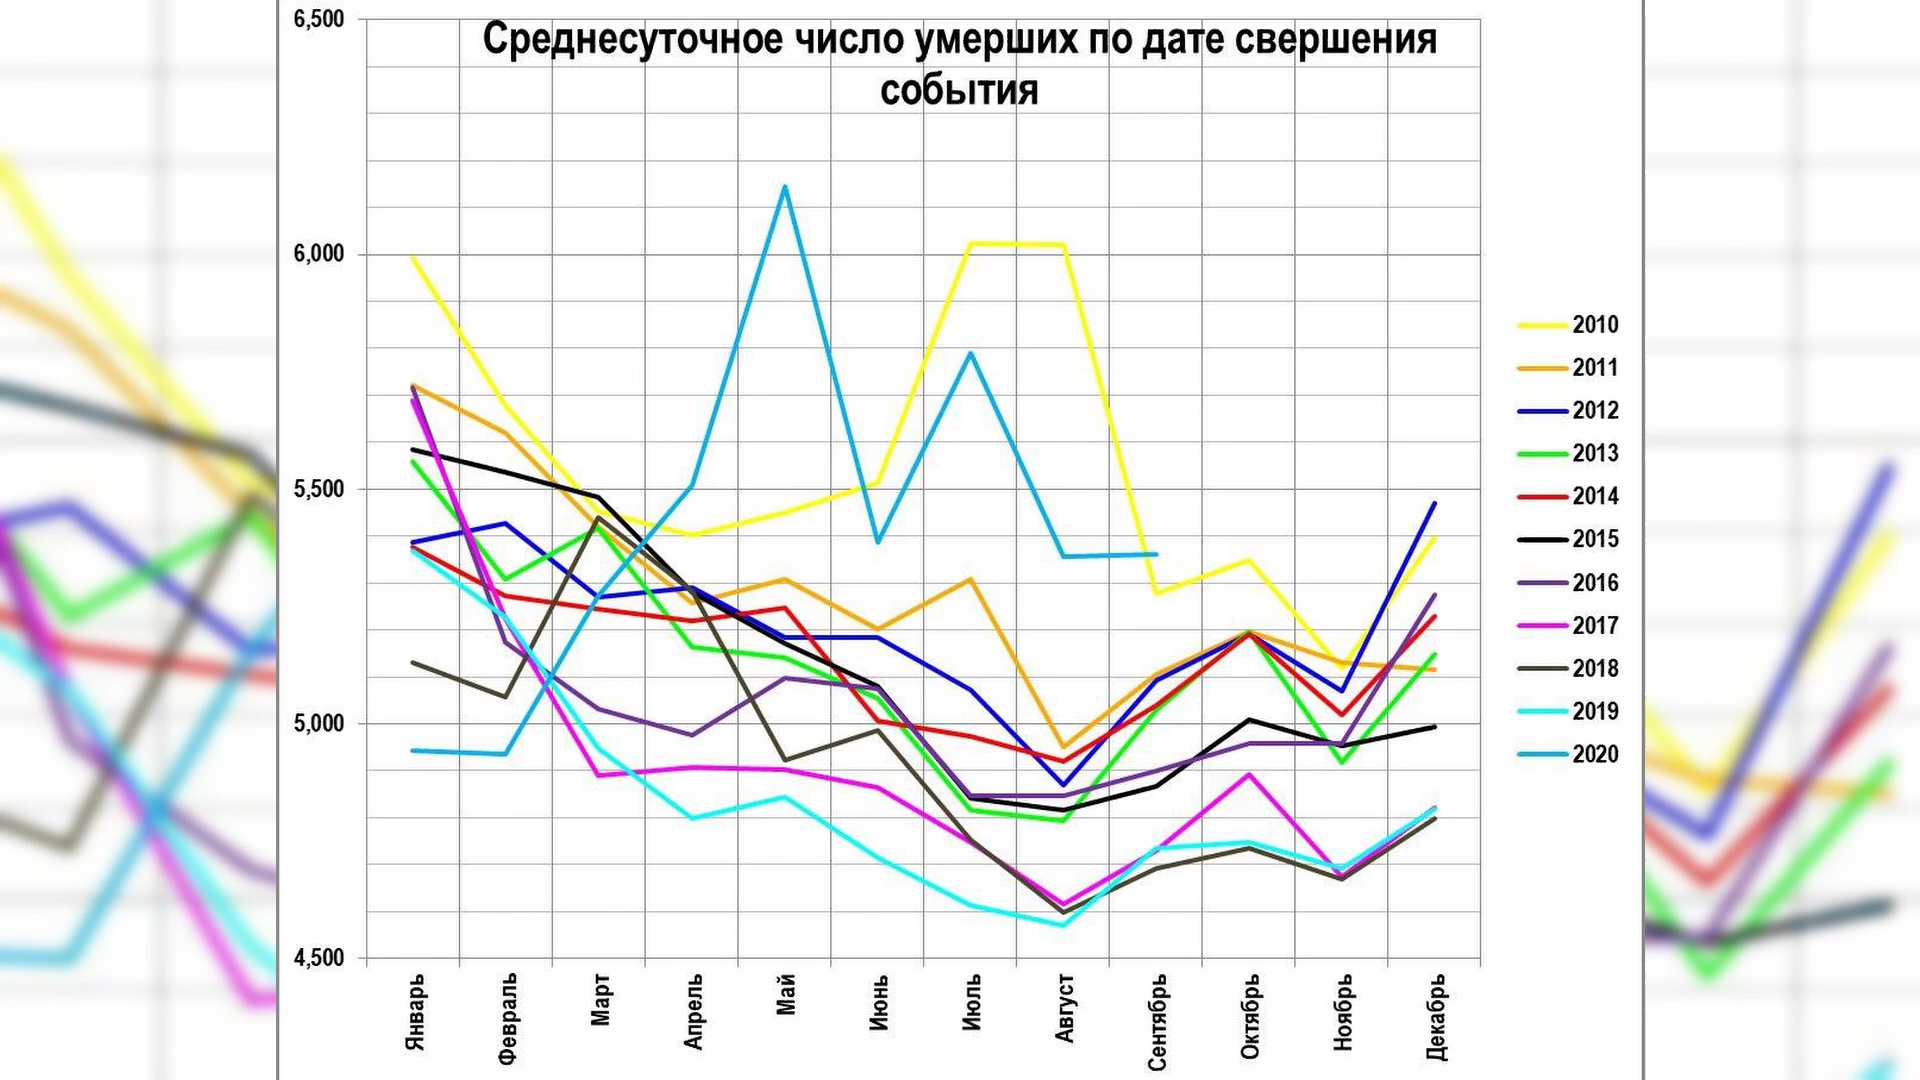 Среднесуточное число умерших по дате свершения
события
6,500
6,000
5,500
5,000
4,500
Январь
Февраль
Март
Апрель
Май
Июнь
Июль
Август
Сентябрь
Октябрь
Ноябрь
Декабрь
2010
2011
2012
2013
2014
2015
2016
2017
2018
2019
2020